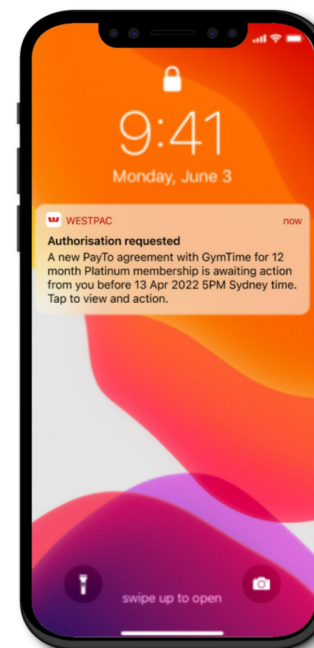 9:41
Monday, June 3
WESTPAC now
Authorisation requested
A new PayTo agreement with GymTime for 12
month Platinum membership is awaiting action
from you before 13 Apr 2022 5PM Sydney time.
Tap to view and action.
swipe up to open